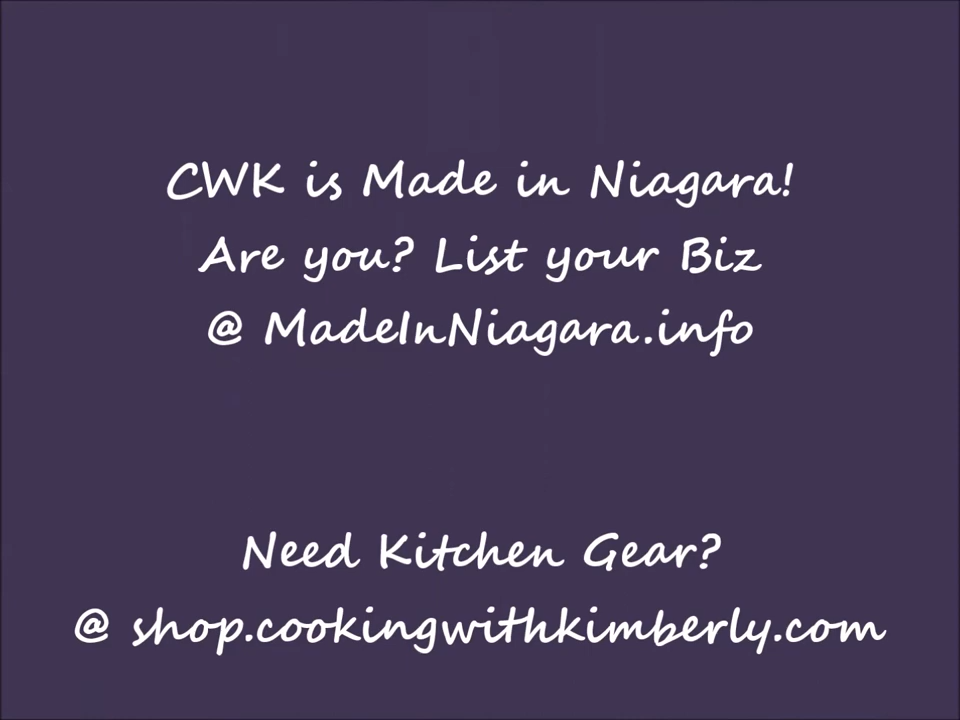 CWK is Made in Niagara!
Are you? List your Biz
@ MadeInNiagara.info
Need Kitchen Gear?
@ shop.cookingwithkimberly.com